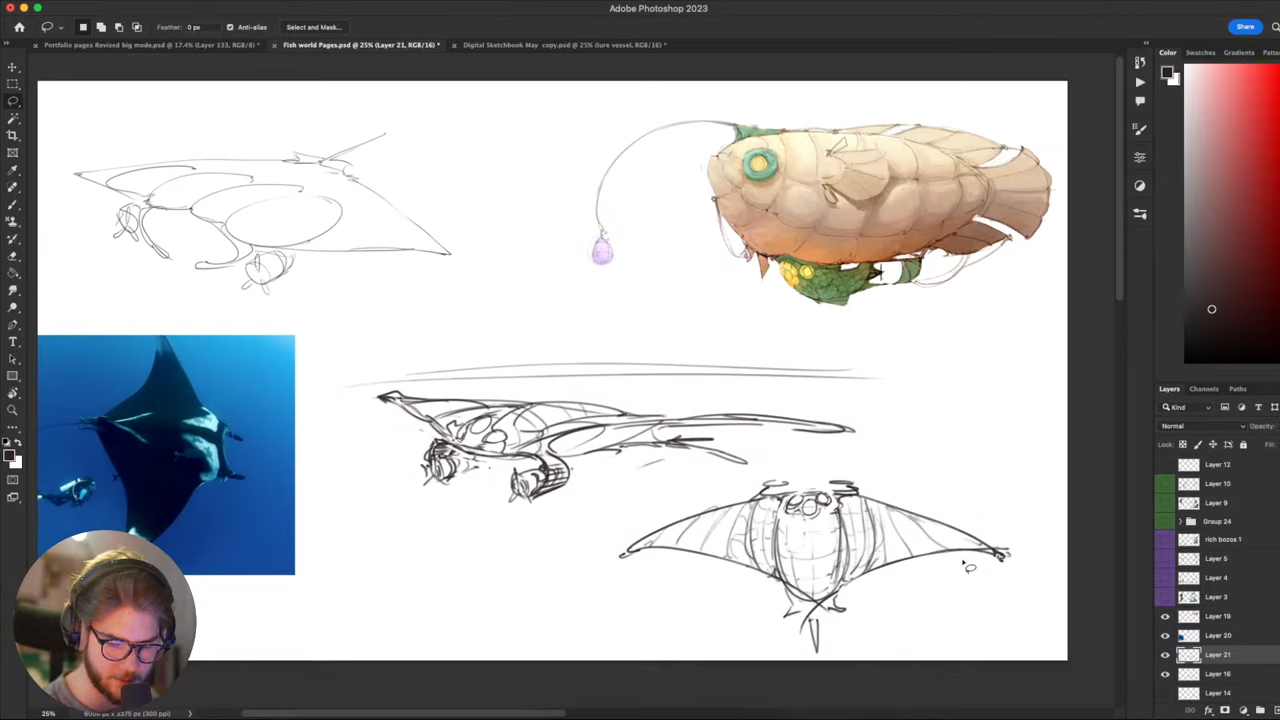 Adobe Photoshop 2023
Feather: 0 px
Anti-alias
Select and Mask...
Share
Portfolio pages Revissd big mode.psd @ 17.4% (Layer 133, RGB/8) *
Fish world Pages.psd @ 25% (Layer 21, RGB/16) *
Digital Sketchbook May copy.psd @ 25% (lure vessel, RGB/16) *
Color
Swatches
Gradients
Layers
Channels
Paths
Kind
Normal
Opacity:
Lock:
Layer 12
Layer 10
Layer 9
Group 24
rich bozos 1
Layer 5
Layer 4
Layer 3
Layer 19
Layer 20
Layer 21
Layer 16
Layer 14
25%